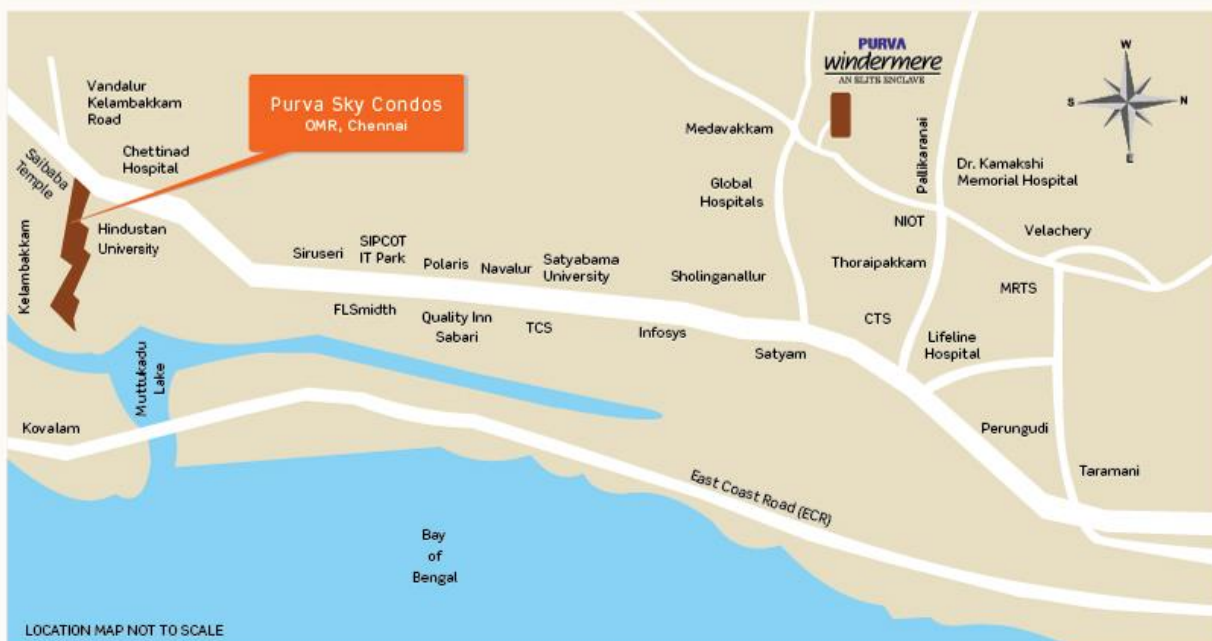 PURVA
windermere
AN ELITE ENCLAVE
W
S
N
E
Vandalur
Kelambakkam
Road
Purva Sky Condos
OMR, Chennai
Chettinad
Hospital
Saibaba
Temple
Kelambakkam
Hindustan
University
Medavakkam
Global
Hospitals
Pallikaranai
Dr. Kamakshi
Memorial Hospital
NIOT
Velachery
Siruseri
SIPCOT
IT Park
Polaris
Navalur
Satyabama
University
Sholinganallur
Thoraipakkam
MRTS
FLSmidth
Quality Inn
Sabari
TCS
Infosys
Satyam
CTS
Lifeline
Hospital
Muttukadu
Lake
Kovalam
Perungudi
Taramani
East Coast Road (ECR)
Bay
of
Bengal
LOCATION MAP NOT TO SCALE